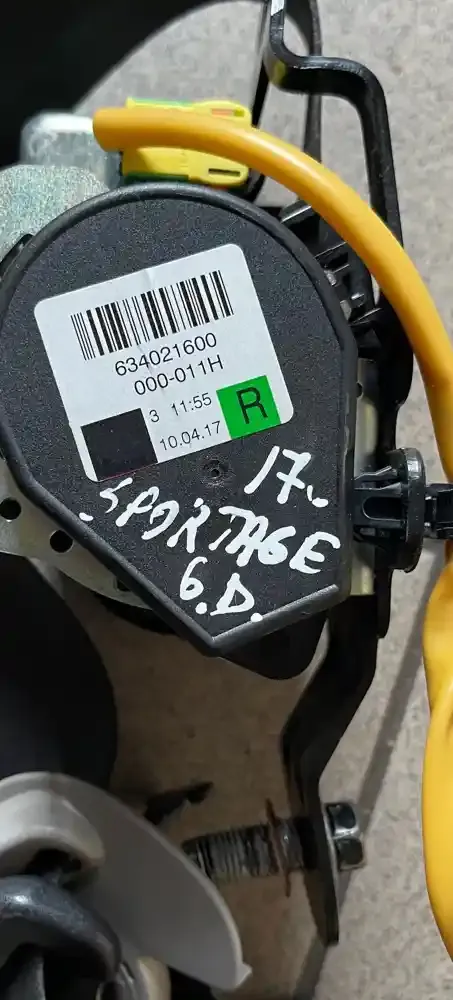 634021600
000-011H
3 11:55
10.04.17
R
17.
SPORTAGE
G.D.